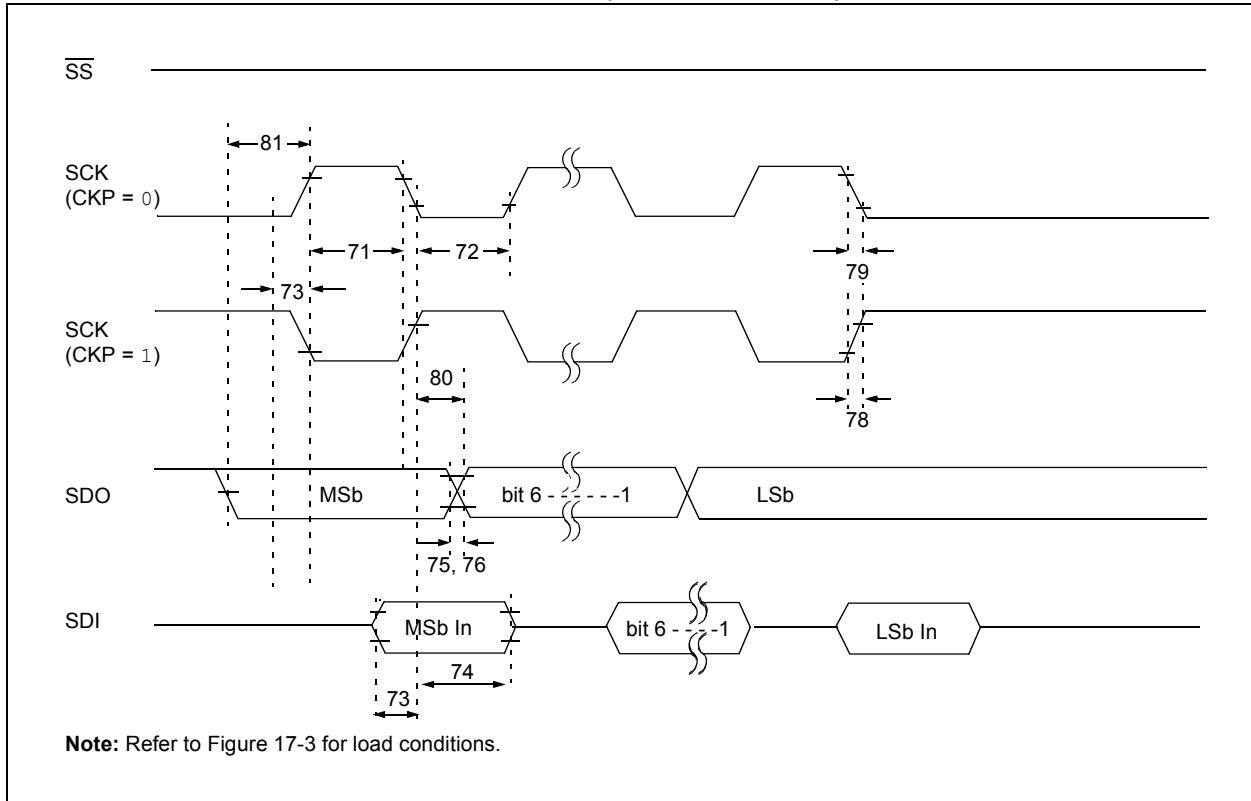 SS
81
SCK
(CKP = 0)
71
72
79
73
SCK
(CKP = 1)
80
78
SDO
MSb
bit 6 - - - - - -1
LSb
75, 76
SDI
MSb In
bit 6 - - - -1
LSb In
74
73
Note: Refer to Figure 17-3 for load conditions.